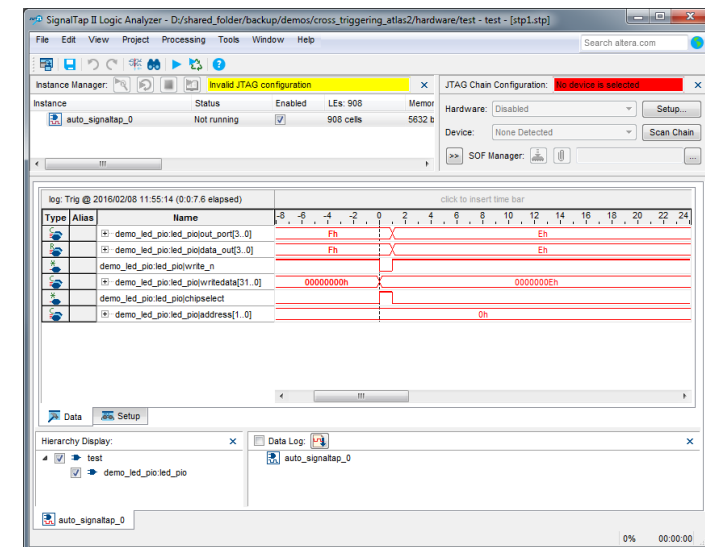 SignalTap II Logic Analyzer - D:/shared_folder/backup/demos/cross_triggering_atlas2/hardware/test - test - [stp1.stp]
File Edit View Project Processing Tools Window Help
Search altera.com
Instance Manager: Invalid JTAG configuration
JTAG Chain Configuration: No device is selected
Instance Status Enabled LEs: 908 Memor
auto_signaltap_0 Not running 908 cells 5632 b
Hardware: Disabled Setup...
Device: None Detected Scan Chain
>> SOF Manager: ...
log: Trig @ 2016/02/08 11:55:14 (0:0:7.6 elapsed) click to insert time bar
Type Alias Name -8 -6 -4 -2 0 2 4 6 8 10 12 14 16 18 20 22 24
demo_led_pio:led_pio|out_port[3..0] Fh Eh
demo_led_pio:led_pio|data_out[3..0] Fh Eh
demo_led_pio:led_pio|write_n
demo_led_pio:led_pio|writedata[31..0] 00000000h 0000000Eh
demo_led_pio:led_pio|chipselect
demo_led_pio:led_pio|address[1..0] 0h
Data Setup
Hierarchy Display:
test
demo_led_pio:led_pio
Data Log:
auto_signaltap_0
auto_signaltap_0
0% 00:00:00